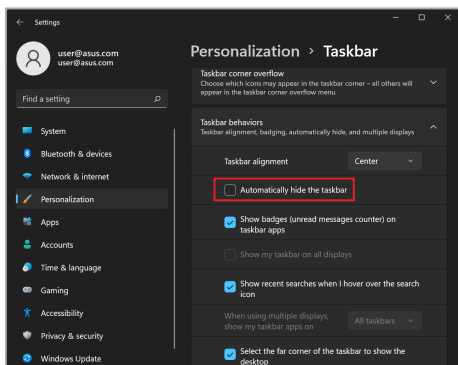 Settings
user@asus.com
user@asus.com
Find a setting
System
Bluetooth & devices
Network & internet
Personalization
Apps
Accounts
Time & language
Gaming
Accessibility
Privacy & security
Windows Update
Personalization > Taskbar
Taskbar corner overflow
Choose which icons may appear in the taskbar corner – all others will
appear in the taskbar corner overflow menu
Taskbar behaviors
Taskbar alignment, badging, automatically hide, and multiple displays
Taskbar alignment
Center
Automatically hide the taskbar
Show badges (unread messages counter) on
taskbar apps
Show my taskbar on all displays
Show recent searches when I hover over the search
icon
When using multiple displays,
show my taskbar apps on
All taskbars
Select the far corner of the taskbar to show the
desktop